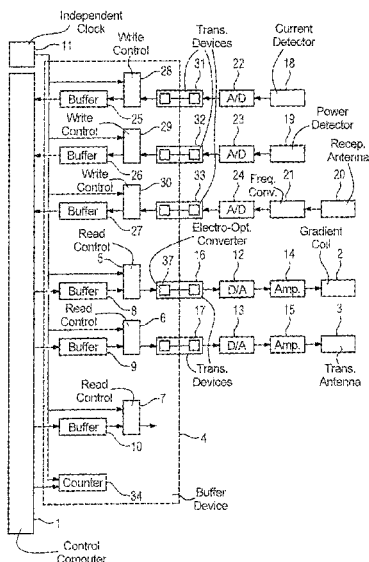 Independent
Clock
11
Write
Control
Trans.
Devices
Current
Detector
28
31
22
18
Buffer
A/D
25
Write
Control
29
32
23
19
Power
Detector
Buffer
A/D
26
Write
Control
30
33
24
Freq.
Conv.
21
Recep.
Antenna
20
Buffer
A/D
27
Electro-Opt.
Converter
Read
Control
5
37
16
12
14
Gradient
Coil
2
Buffer
D/A
Amp.
8
Read
Control
6
17
13
15
3
Buffer
D/A
Amp.
9
Trans.
Devices
Trans.
Antenna
Read
Control
7
Buffer
10
4
Counter
34
Buffer
Device
1
Control
Computer